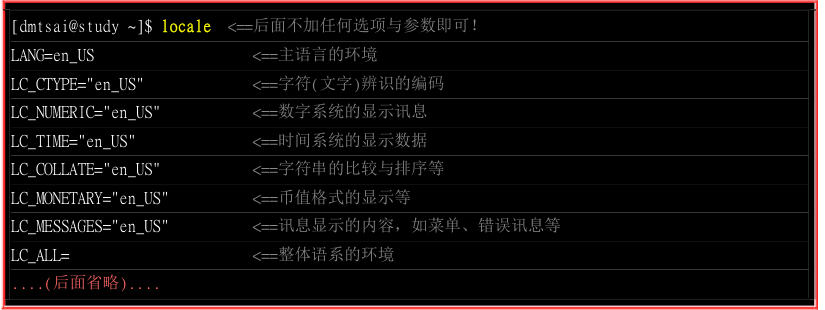 [dmtsai@study ~]$ locale <==后面不加任何选项与参数即可!
LANG=en_US <==主语言的环境
LC_CTYPE="en_US" <==字符(文字)辨识的编码
LC_NUMERIC="en_US" <==数字系统的显示讯息
LC_TIME="en_US" <==时间系统的显示数据
LC_COLLATE="en_US" <==字符串的比较与排序等
LC_MONETARY="en_US" <==币值格式的显示等
LC_MESSAGES="en_US" <==讯息显示的内容，如菜单、错误讯息等
LC_ALL= <==整体语系的环境
....(后面省略)....